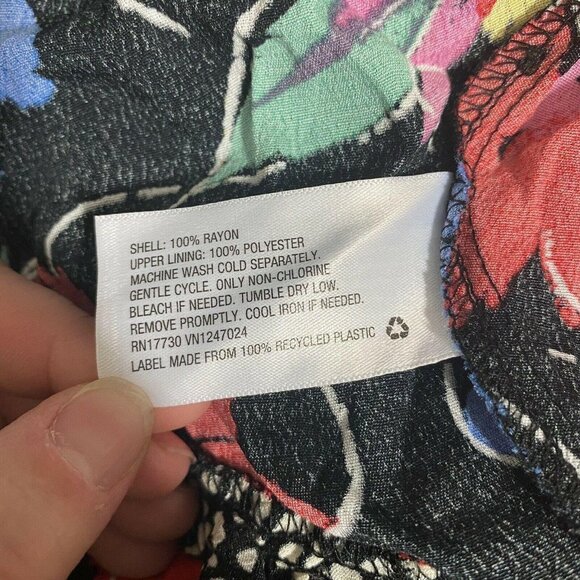 SHELL: 100% RAYON
UPPER LINING: 100% POLYESTER
MACHINE WASH COLD SEPARATELY.
GENTLE CYCLE. ONLY NON-CHLORINE
BLEACH IF NEEDED. TUMBLE DRY LOW.
REMOVE PROMPTLY. COOL IRON IF NEEDED.
RN17730 VN1247024
LABEL MADE FROM 100% RECYCLED PLASTIC